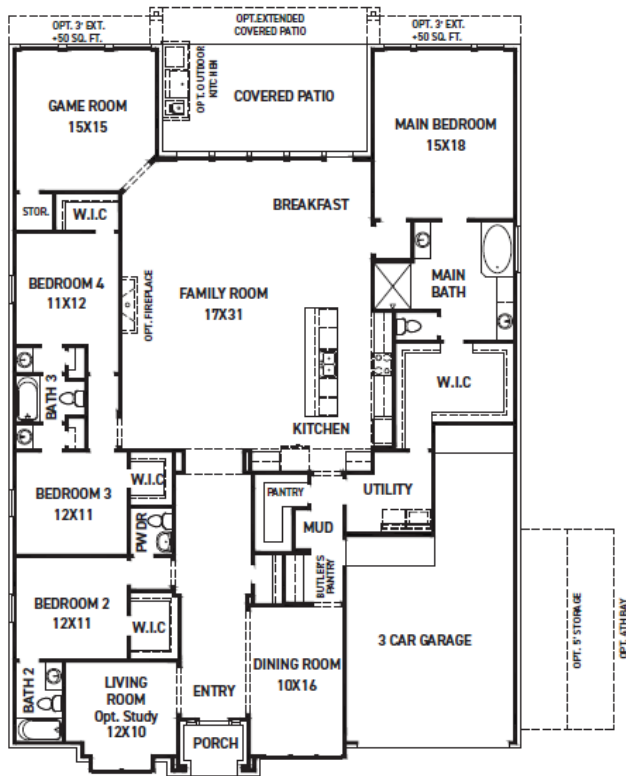 OPT. 3' EXT.
+50 SQ. FT.
OPT.EXTENDED
COVERED PATIO
OPT. 3' EXT.
+50 SQ. FT.
GAME ROOM
15X15
OPT. OUTDOOR
KITCHEN
COVERED PATIO
MAIN BEDROOM
15X18
STOR.
W.I.C
BREAKFAST
BEDROOM 4
11X12
OPT. FIREPLACE
FAMILY ROOM
17X31
MAIN
BATH
BATH 3
W.I.C
KITCHEN
BEDROOM 3
12X11
W.I.C
PANTRY
UTILITY
PW DR
MUD
BUTLER'S
PANTRY
BEDROOM 2
12X11
W.I.C
3 CAR GARAGE
OPT. 5' STORAGE
OPT. 4TH BAY
DINING ROOM
10X16
BATH 2
LIVING
ROOM
Opt. Study
12X10
ENTRY
PORCH